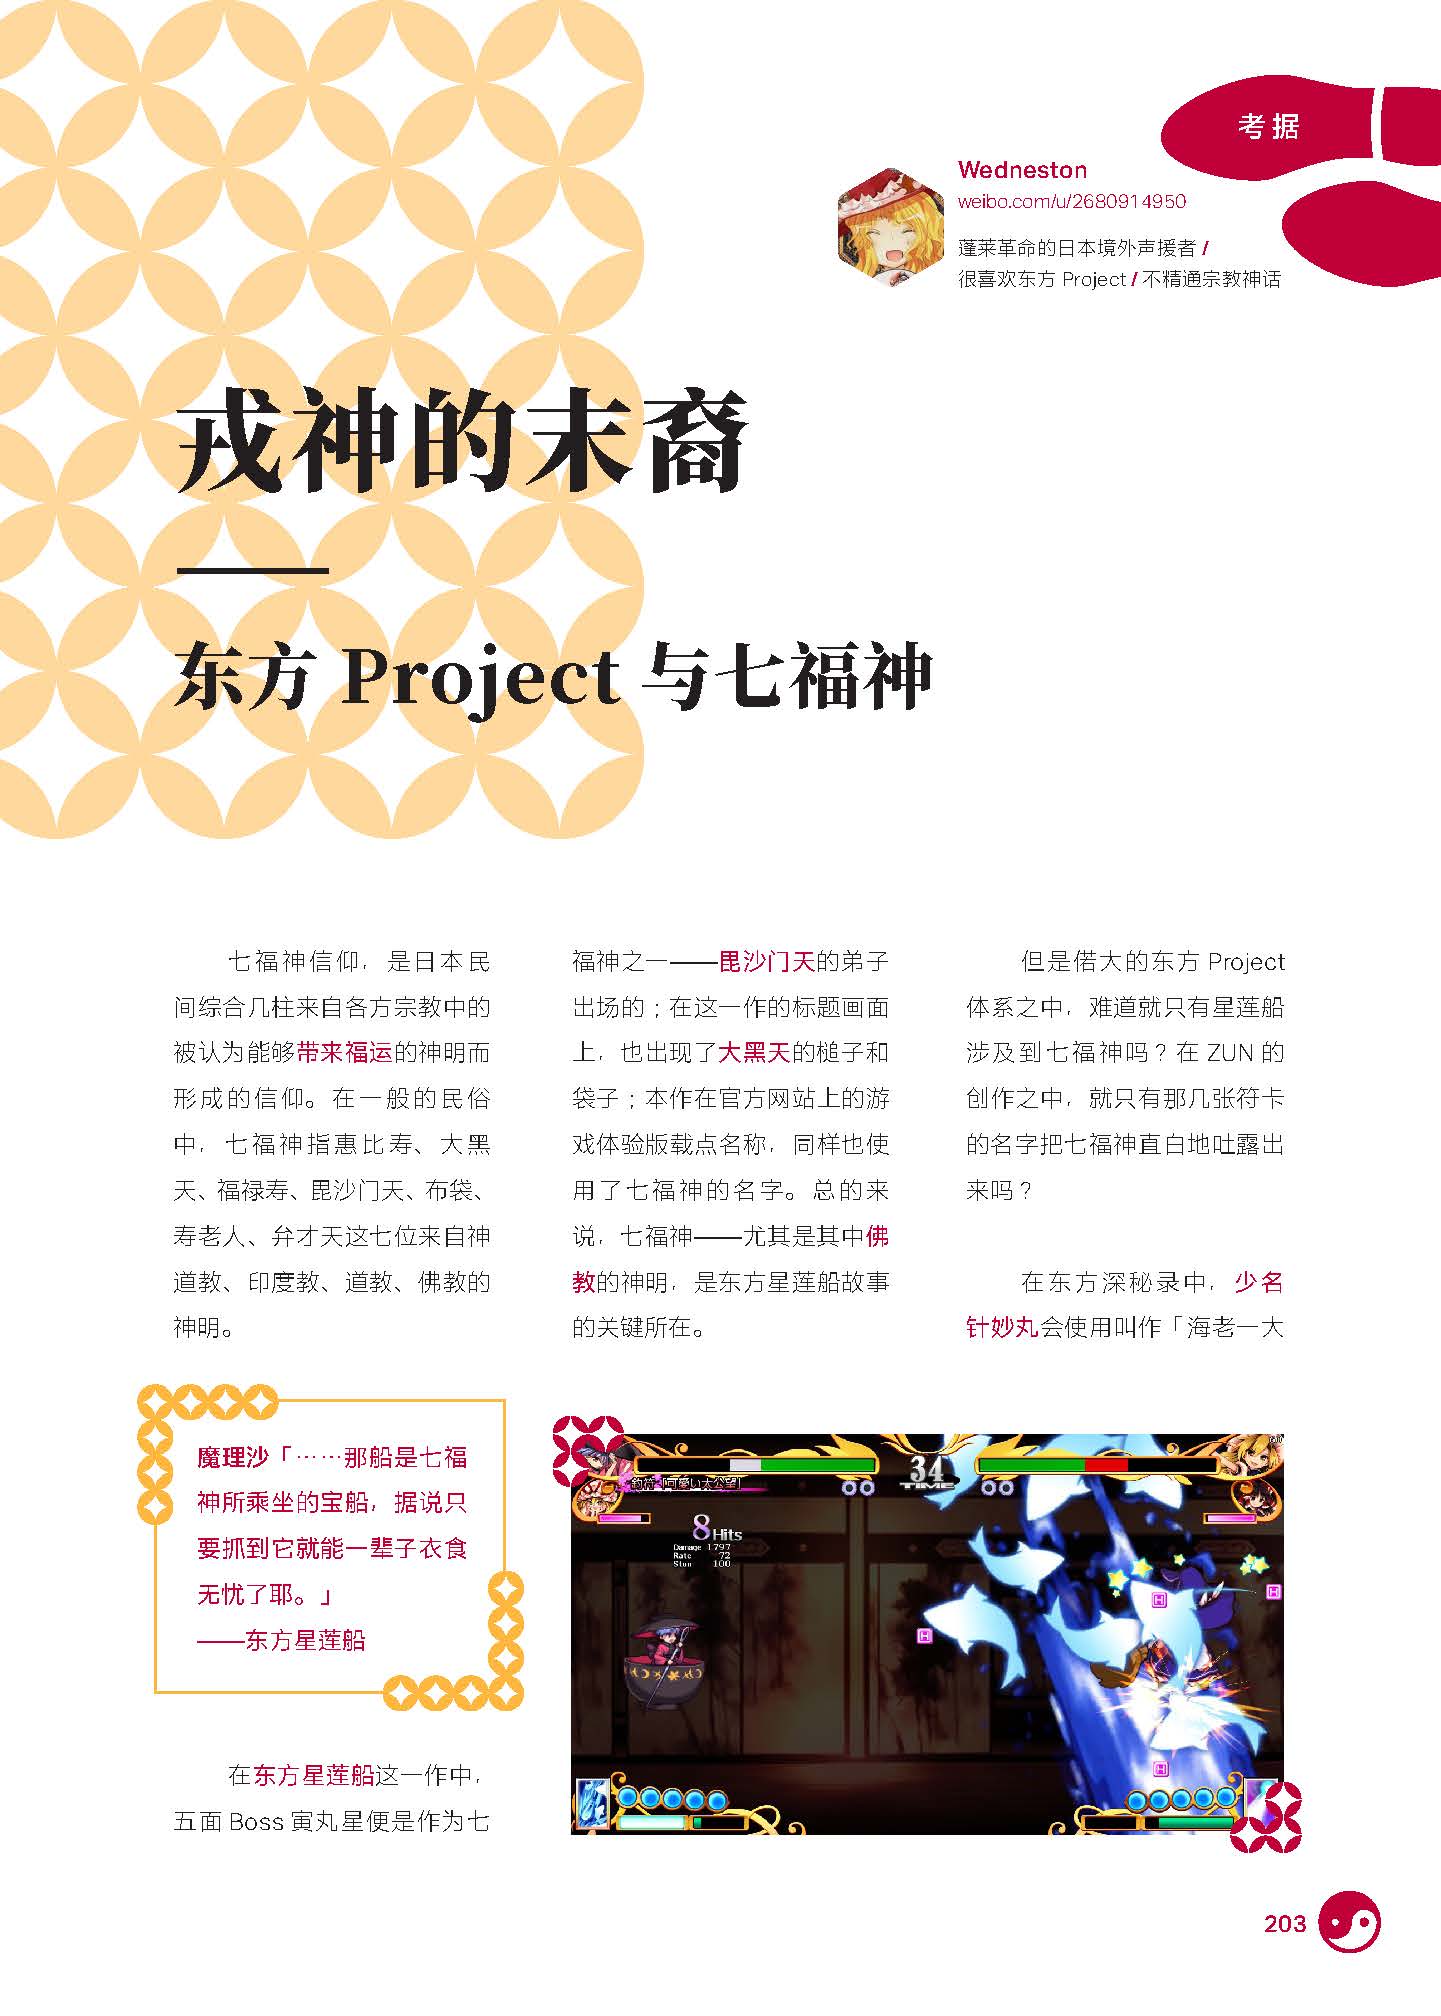 考据
Wedneston
weibo.com/u/2680914950
蓬莱革命的日本境外声援者 /
很喜欢东方 Project / 不精通宗教神话
戎神的末裔
东方 Project 与七福神
七福神信仰，是日本民
间综合几柱来自各方宗教中的
被认为能够带来福运的神明而
形成的信仰。在一般的民俗
中，七福神指惠比寿、大黑
天、福禄寿、毘沙门天、布袋、
寿老人、弁才天这七位来自神
道教、印度教、道教、佛教的
神明。
魔理沙「……那船是七福
神所乘坐的宝船，据说只
要抓到它就能一辈子衣食
无忧了耶。」
——东方星莲船
在东方星莲船这一作中，
五面 Boss 寅丸星便是作为七
福神之一——毘沙门天的弟子
出场的；在这一作的标题画面
上，也出现了大黑天的槌子和
袋子；本作在官方网站上的游
戏体验版载点名称，同样也使
用了七福神的名字。总的来
说，七福神——尤其是其中佛
教的神明，是东方星莲船故事
的关键所在。
但是偌大的东方 Project
体系之中，难道就只有星莲船
涉及到七福神吗？在 ZUN 的
创作之中，就只有那几张符卡
的名字把七福神直白地吐露出
来吗？
在东方深秘录中，少名
针妙丸会使用叫作「海老一大
34
TIME
釣符「可愛い太公望」
8 Hits
Damage 1797
Rate 72
Stun 100
H
H
H
H
203